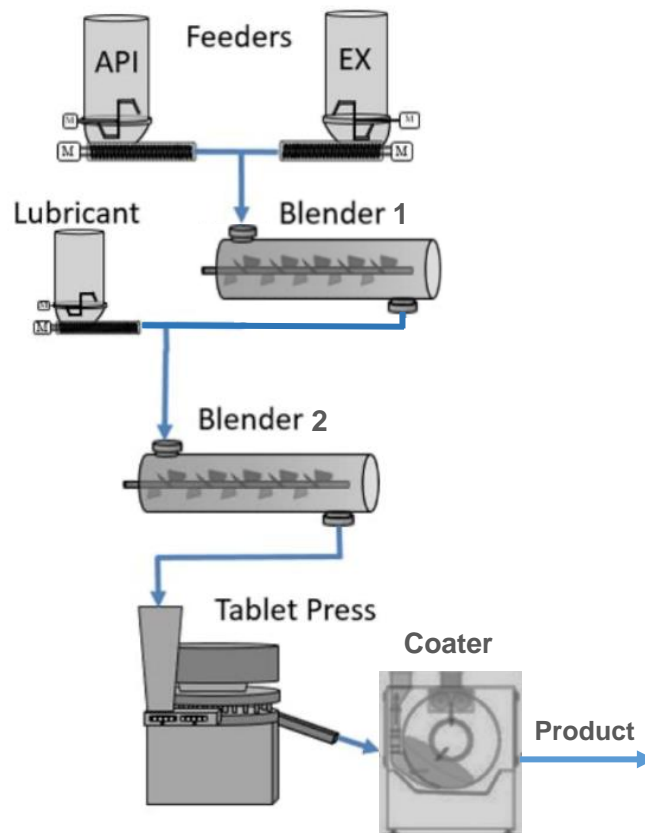 Feeders
API
EX
M
M
M
M
Lubricant
Blender 1
M
M
Blender 2
Tablet Press
Coater
Product